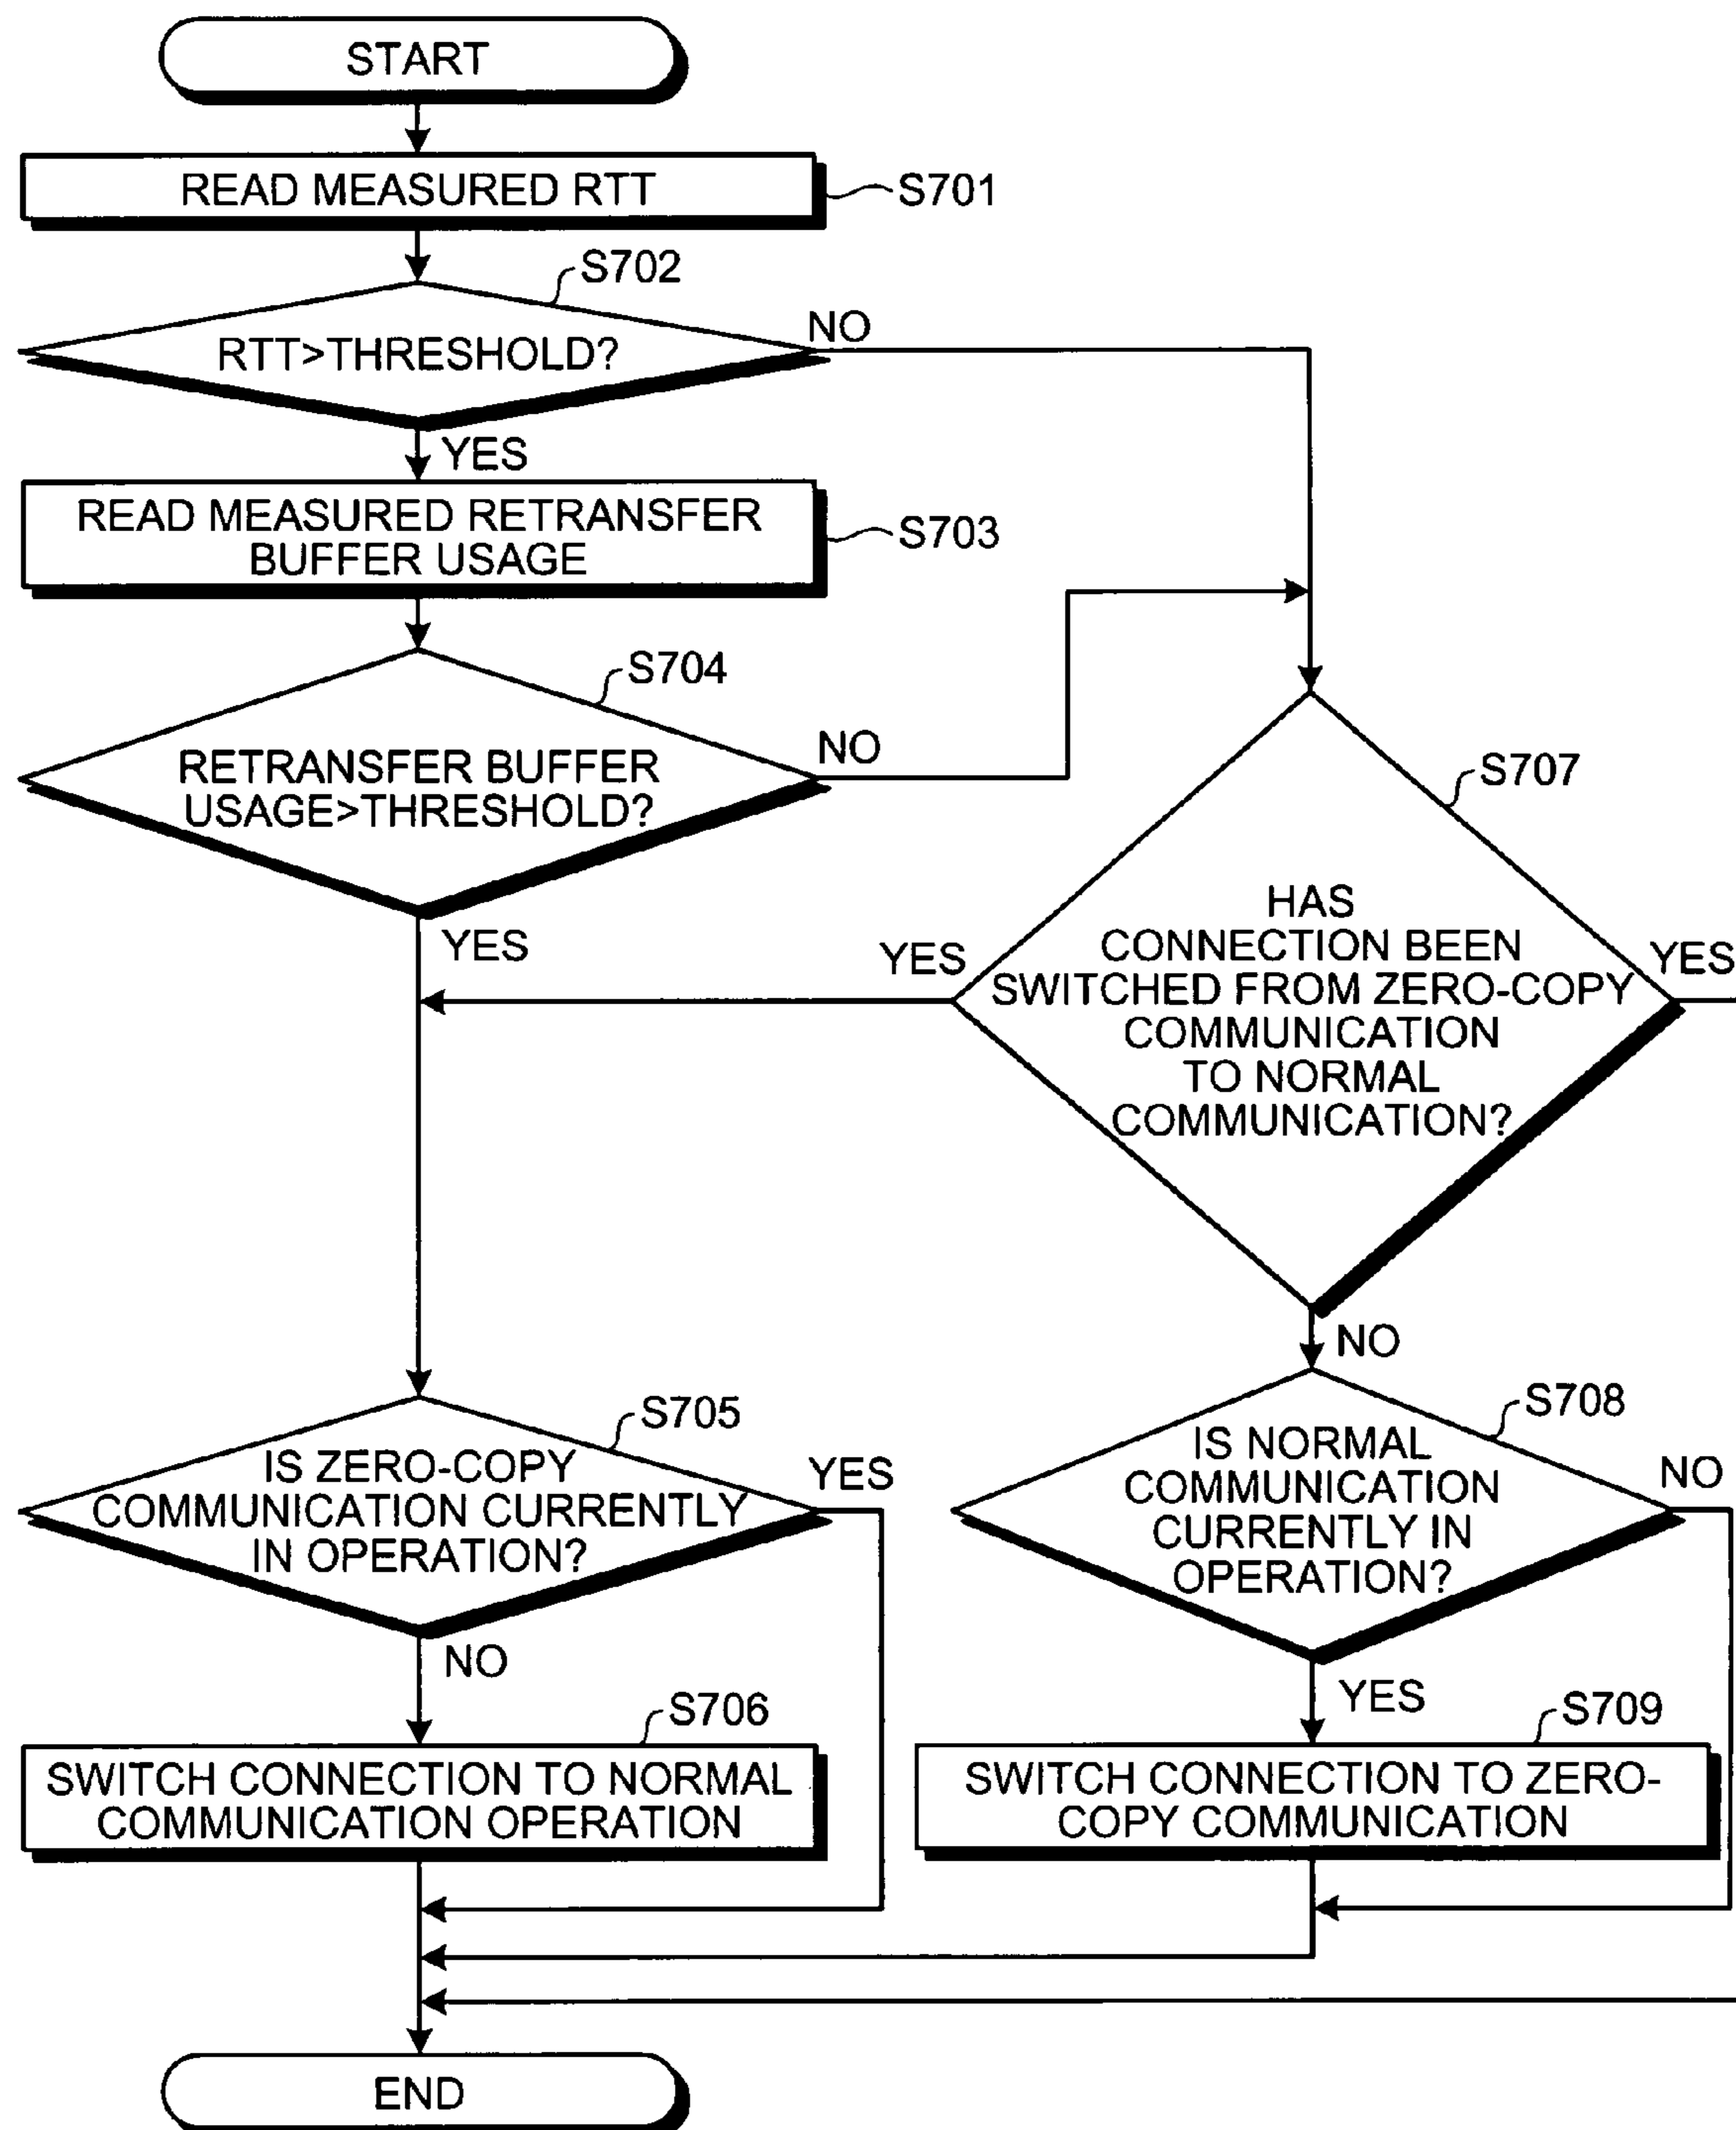 START
READ MEASURED RTT
S701
S702
RTT>THRESHOLD?
NO
YES
READ MEASURED RETRANSFER
BUFFER USAGE
S703
S704
RETRANSFER BUFFER
USAGE>THRESHOLD?
NO
YES
S707
HAS
CONNECTION BEEN
SWITCHED FROM ZERO-COPY
COMMUNICATION
TO NORMAL
COMMUNICATION?
YES
YES
NO
S705
IS ZERO-COPY
COMMUNICATION CURRENTLY
IN OPERATION?
YES
NO
S708
IS NORMAL
COMMUNICATION
CURRENTLY IN
OPERATION?
NO
YES
S706
SWITCH CONNECTION TO NORMAL
COMMUNICATION OPERATION
S709
SWITCH CONNECTION TO ZERO-
COPY COMMUNICATION
END